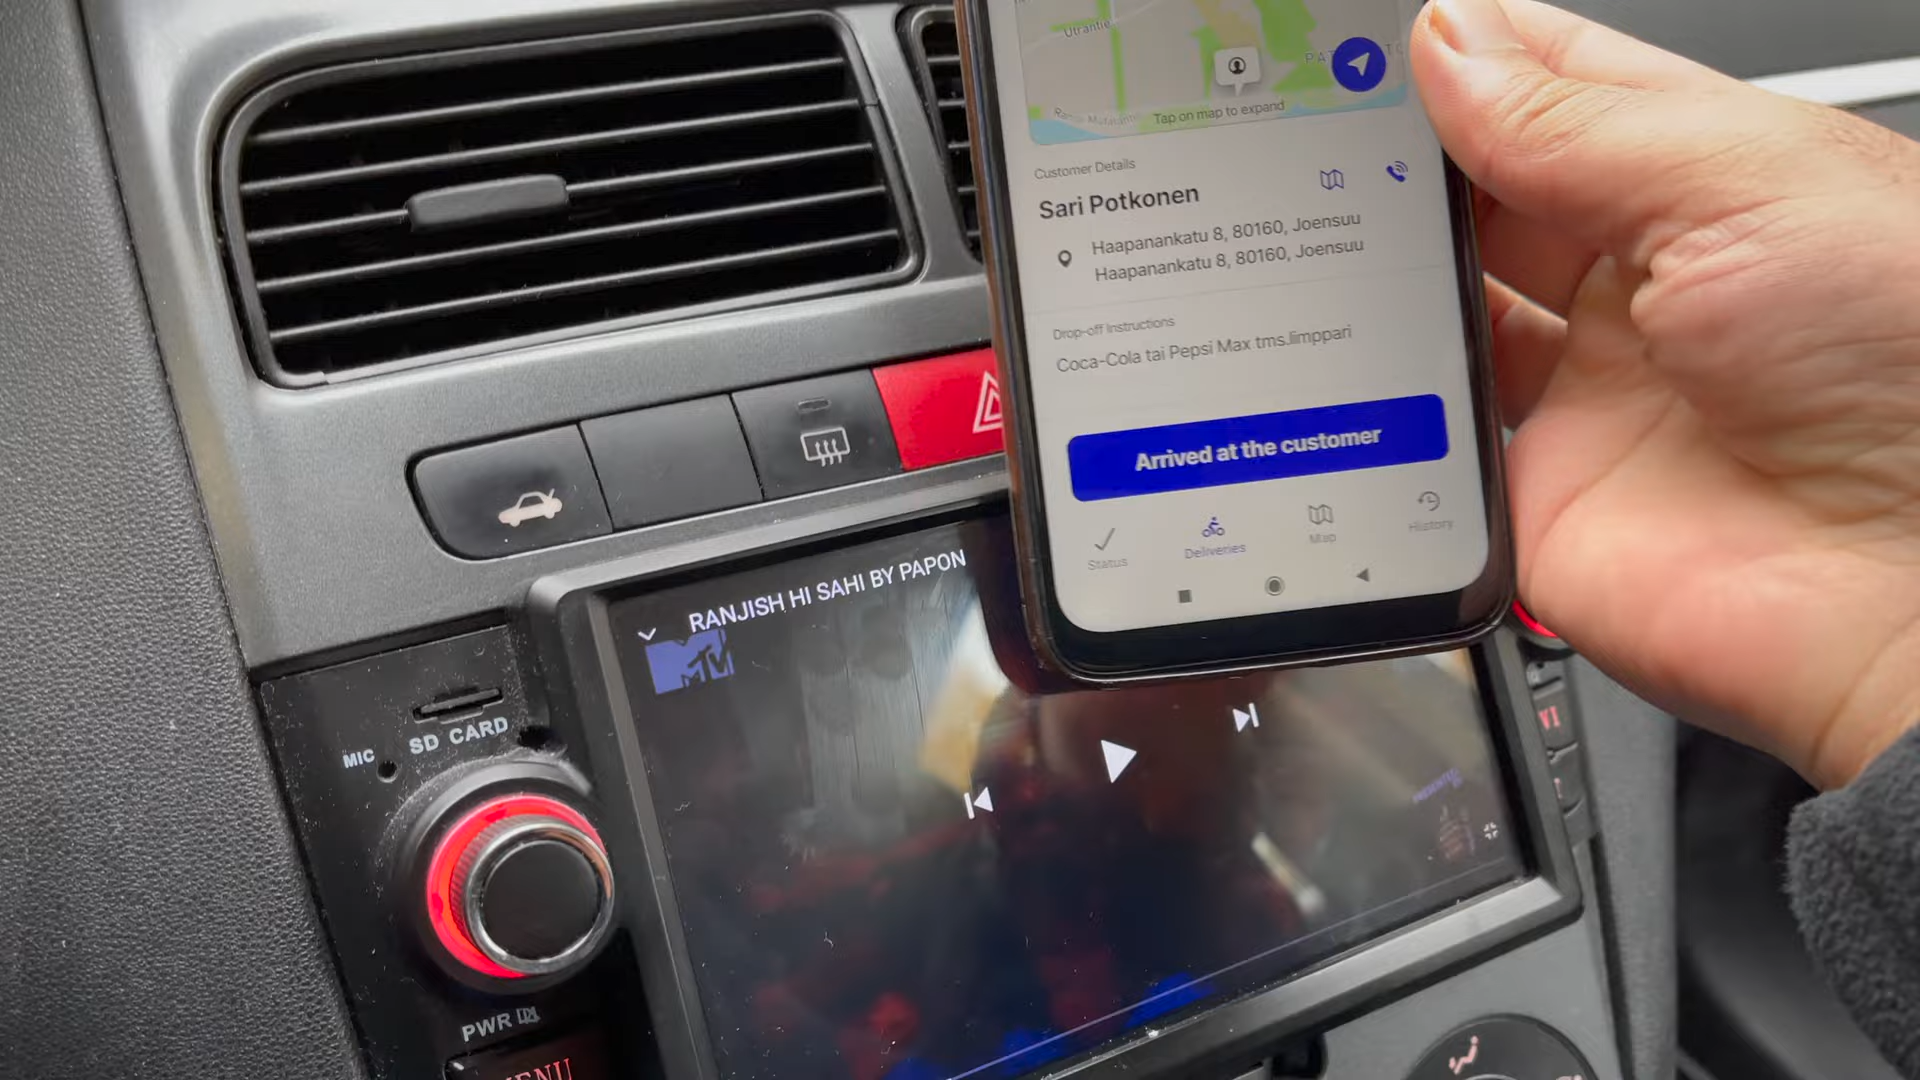 Utrantie
Tap on map to expand
Customer Details
Sari Potkonen
Haapanankatu 8, 80160, Joensuu
Haapanankatu 8, 80160, Joensuu
Drop-off Instructions
Coca-Cola tai Pepsi Max tms.limppari
Arrived at the customer
Status
Deliveries
Map
History
RANJISH HI SAHI BY PAPON
MTV
MIC
SD CARD
PWR
MENU